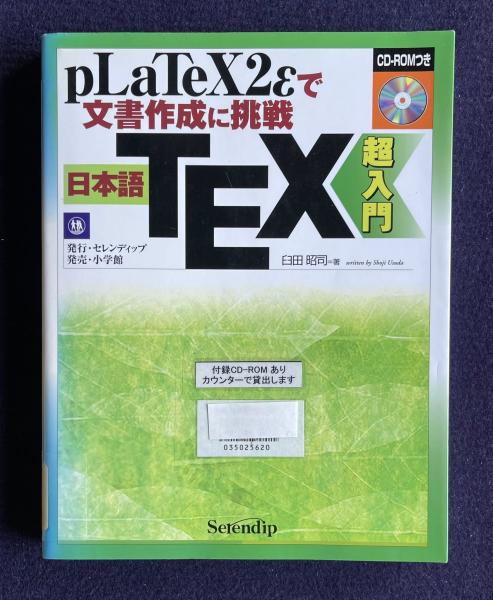 pLaTeX2εで
文書作成に挑戦
CD-ROMつき
日本語
TEX
超入門
発行・セレンディップ
発売・小学館
臼田 昭司=著 written by Shoji Usuda
付録CD-ROM あり
カウンターで貸出します
035025620
Serendip